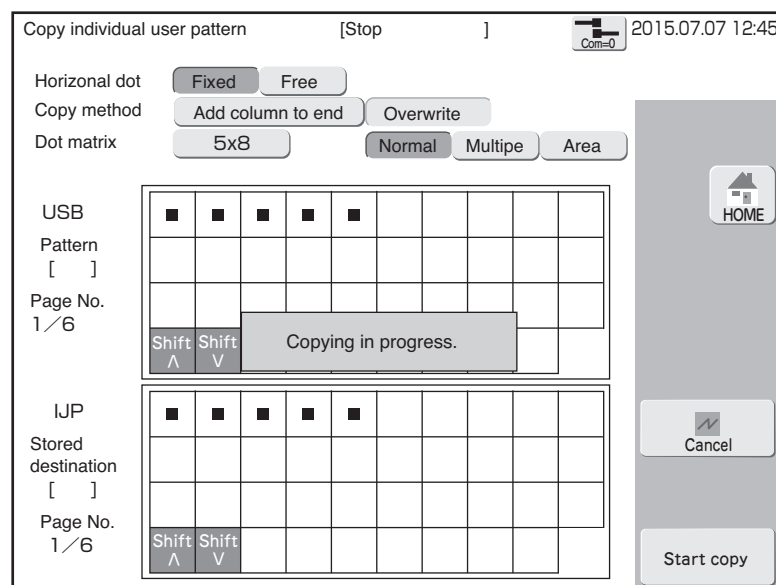 Copy individual user pattern [Stop ] Com=0 2015.07.07 12:45
Horizonal dot Fixed Free
Copy method Add column to end Overwrite
Dot matrix 5x8 Normal Multipe Area
HOME
USB
Pattern
[ ]
Page No.
1/6
Shift Λ Shift V
Copying in progress.
IJP
Stored
destination
[ ]
Page No.
1/6
Shift Λ Shift V
Cancel
Start copy